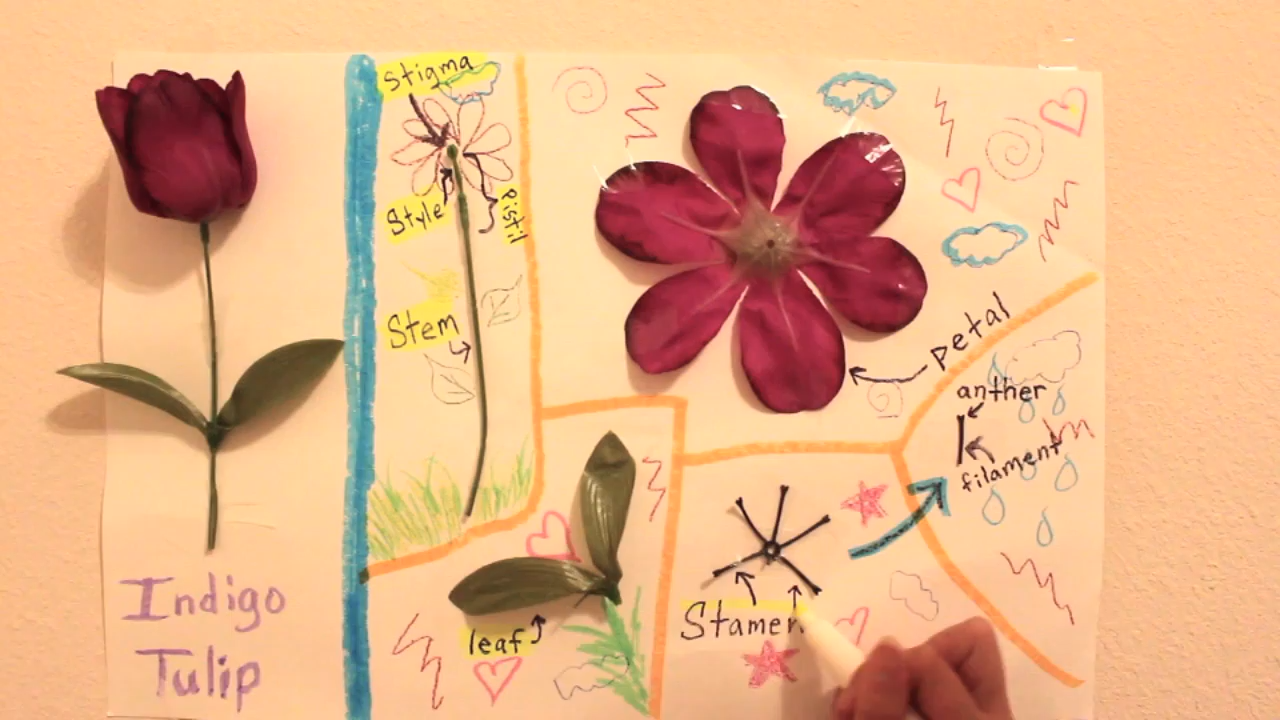 Indigo
Tulip
Stigma
Style
Pistil
Stem
leaf
petal
anther
filament
Stamen